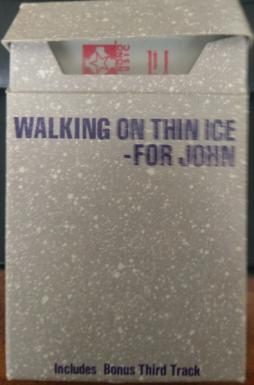 WALKING ON THIN ICE
-FOR JOHN
Includes Bonus Third Track